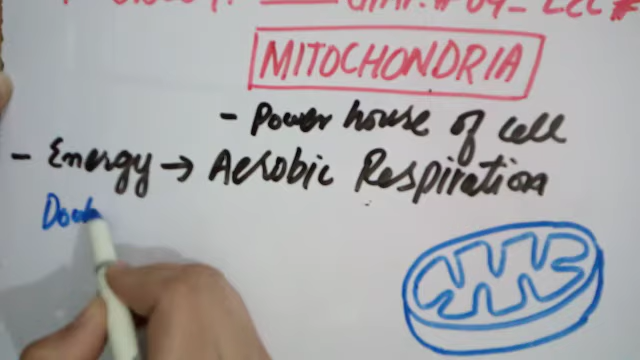 MITOCHONDRIA
- Power house of cell
- Energy → Aerobic Respiration